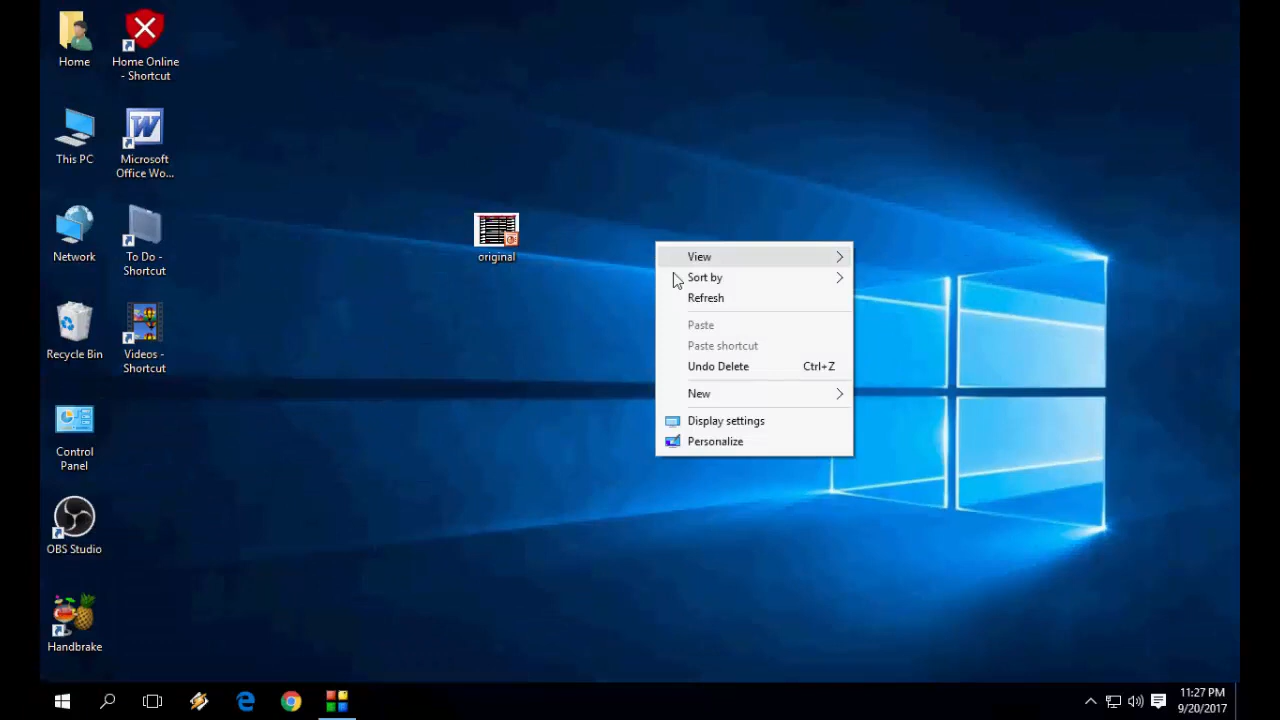 Home
Home Online
- Shortcut
This PC
Microsoft
Office Wo...
Network
To Do -
Shortcut
Recycle Bin
Videos -
Shortcut
Control
Panel
OBS Studio
Handbrake
original
View
Sort by
Refresh
Paste
Paste shortcut
Undo Delete Ctrl+Z
New
Display settings
Personalize
11:27 PM
9/20/2017